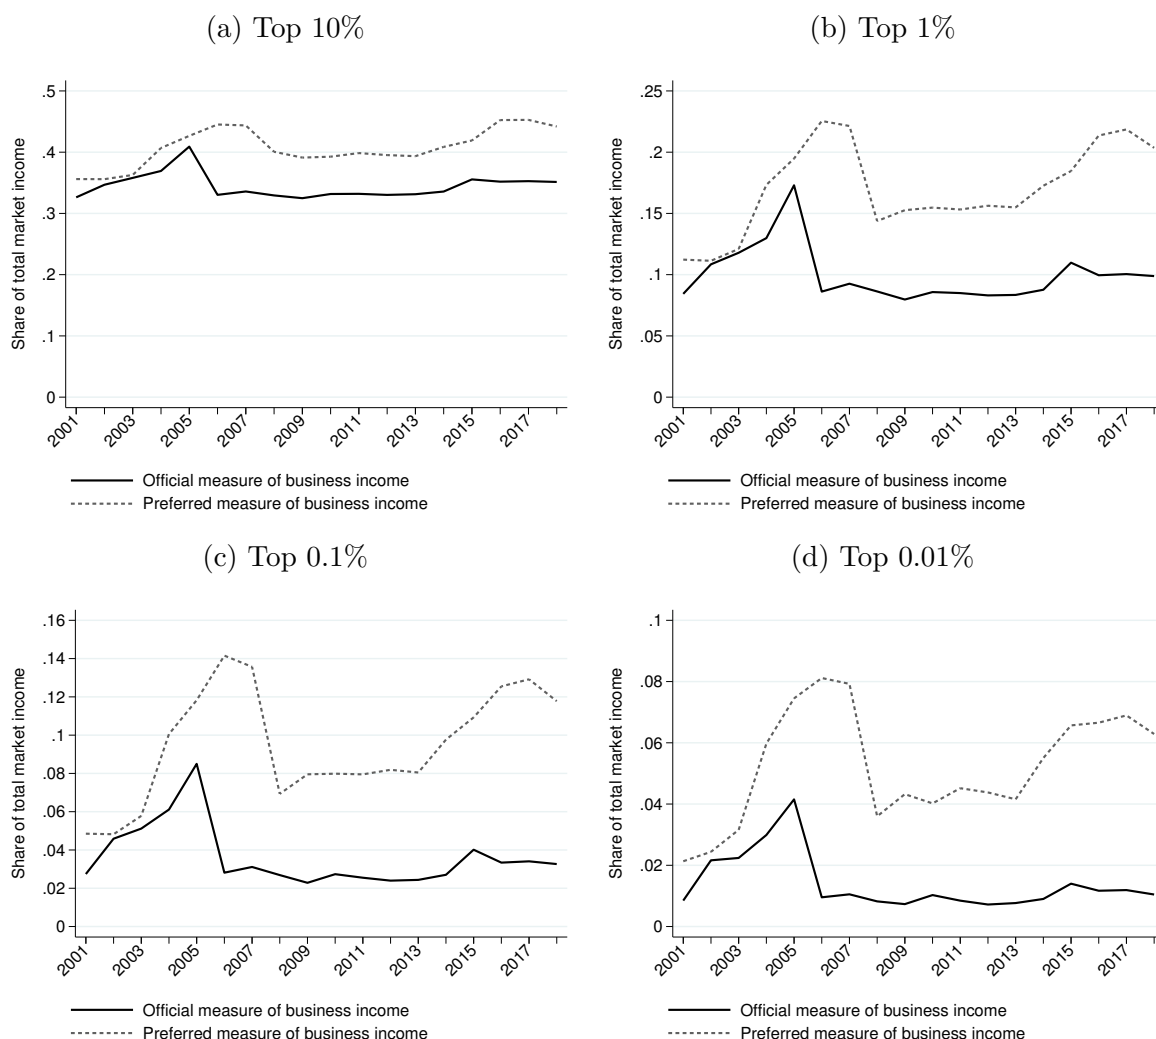 (a) Top 10%
Share of total market income
.5
.4
.3
.2
.1
0
2001 2003 2005 2007 2009 2011 2013 2015 2017
Official measure of business income
Preferred measure of business income
(b) Top 1%
Share of total market income
.25
.2
.15
.1
.05
0
2001 2003 2005 2007 2009 2011 2013 2015 2017
Official measure of business income
Preferred measure of business income
(c) Top 0.1%
Share of total market income
.16
.14
.12
.1
.08
.06
.04
.02
0
2001 2003 2005 2007 2009 2011 2013 2015 2017
Official measure of business income
Preferred measure of business income
(d) Top 0.01%
Share of total market income
.1
.08
.06
.04
.02
0
2001 2003 2005 2007 2009 2011 2013 2015 2017
Official measure of business income
Preferred measure of business income